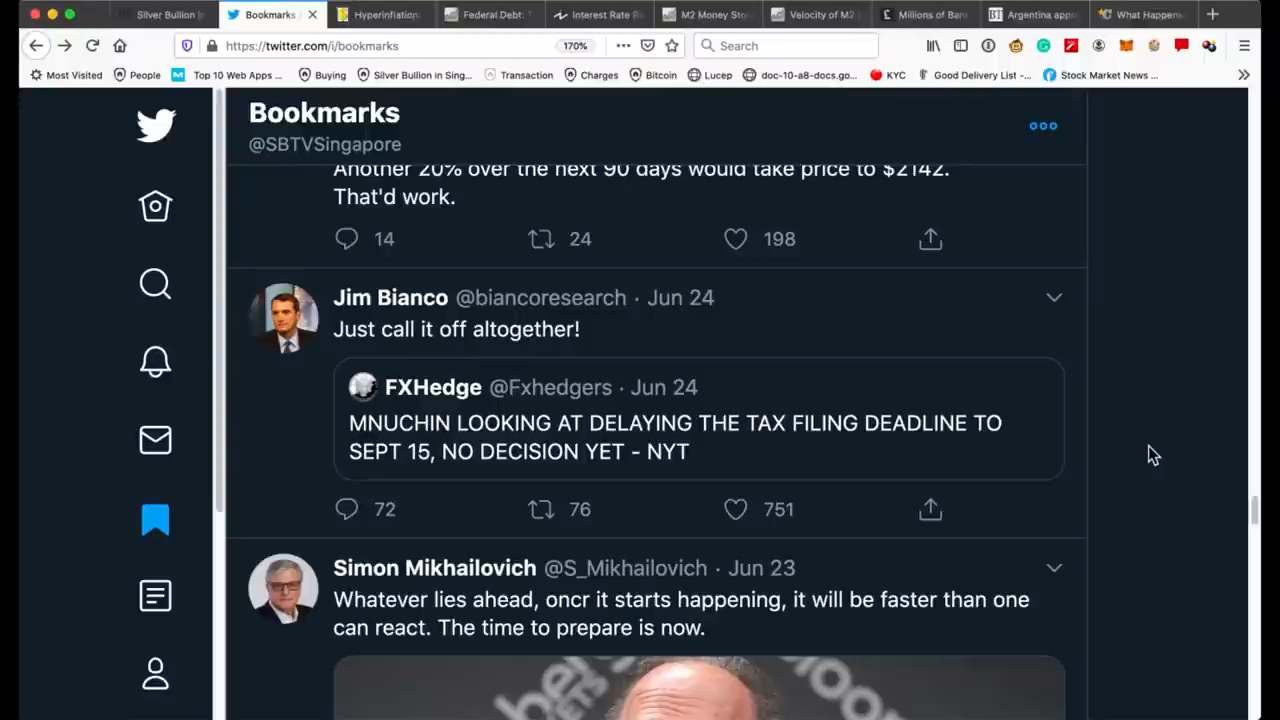 Silver Bullion
Bookmarks
Hyperinflation
Federal Debt:
Interest Rate
M2 Money Sto
Velocity of M2
Millions of Ban
Argentina appr
What Happen
https://twitter.com/i/bookmarks
170%
Search
Most Visited
People
Top 10 Web Apps ...
Buying
Silver Bullion in Sing...
Transaction
Charges
Bitcoin
Lucep
doc-10-a8-docs.go...
KYC
Good Delivery List -...
Stock Market News ...
Bookmarks
@SBTVSingapore
Another 20% over the next 90 days would take price to $2142.
That'd work.
14 24 198
Jim Bianco @biancoresearch · Jun 24
Just call it off altogether!
FXHedge @Fxhedgers · Jun 24
MNUCHIN LOOKING AT DELAYING THE TAX FILING DEADLINE TO
SEPT 15, NO DECISION YET - NYT
72 76 751
Simon Mikhailovich @S_Mikhailovich · Jun 23
Whatever lies ahead, oncr it starts happening, it will be faster than one
can react. The time to prepare is now.